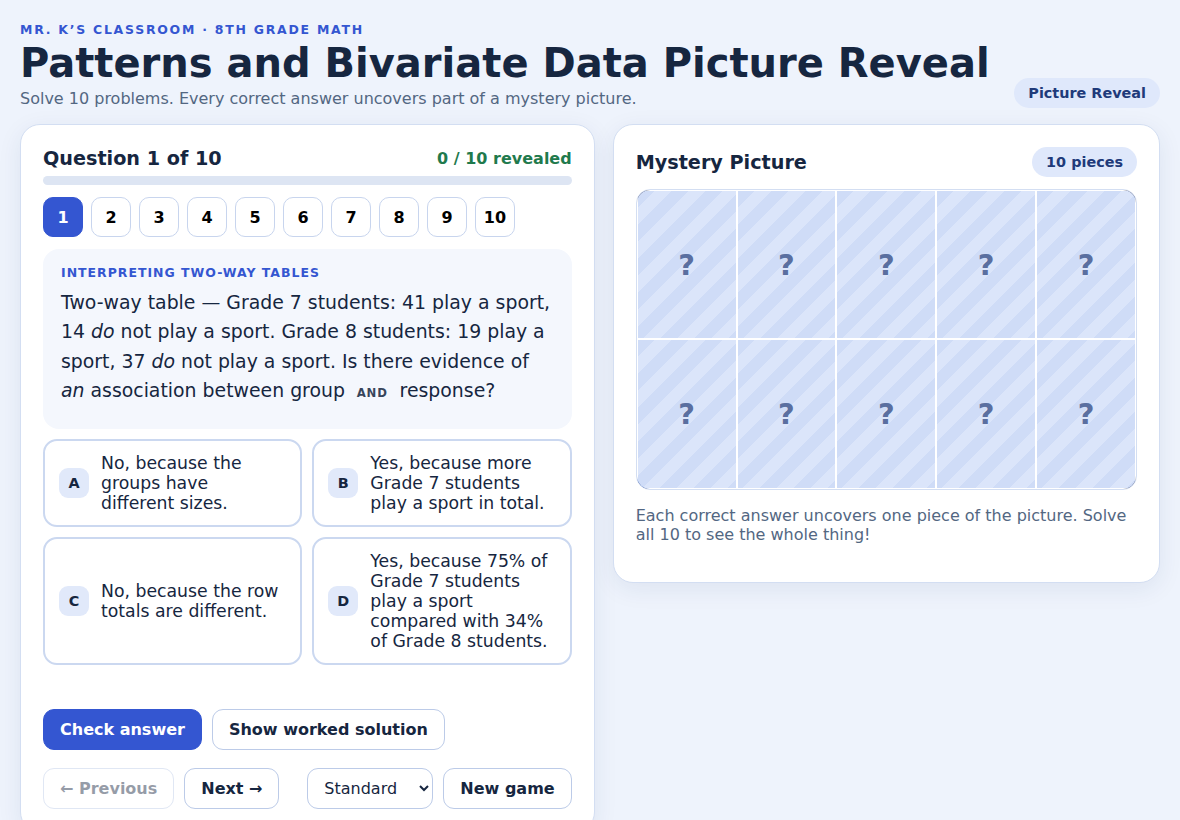 MR. K’S CLASSROOM · 8TH GRADE MATH
Patterns and Bivariate Data Picture Reveal
Solve 10 problems. Every correct answer uncovers part of a mystery picture.
Picture Reveal
Question 1 of 10
0 / 10 revealed
1 2 3 4 5 6 7 8 9 10
INTERPRETING TWO-WAY TABLES
Two-way table — Grade 7 students: 41 play a sport,
14 do not play a sport. Grade 8 students: 19 play a
sport, 37 do not play a sport. Is there evidence of
an association between group AND response?
A
No, because the
groups have
different sizes.
B
Yes, because more
Grade 7 students
play a sport in total.
C
No, because the row
totals are different.
D
Yes, because 75% of
Grade 7 students
play a sport
compared with 34%
of Grade 8 students.
Check answer
Show worked solution
← Previous
Next →
Standard
New game
Mystery Picture
10 pieces
? ? ? ? ?
? ? ? ? ?
Each correct answer uncovers one piece of the picture. Solve
all 10 to see the whole thing!